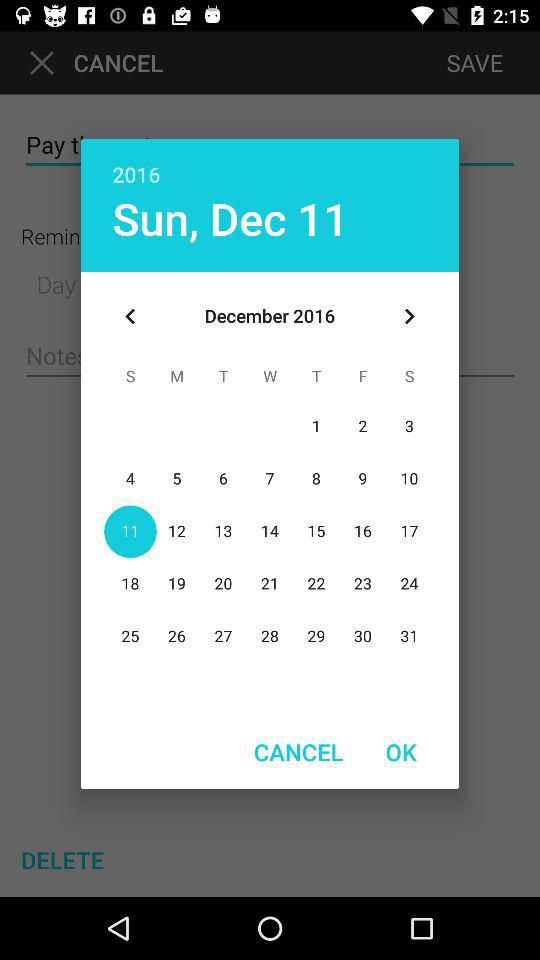 2:15
CANCEL SAVE
Pay
2016
Sun, Dec 11
Day
December 2016
S M T W T F S
1 2 3
4 5 6 7 8 9 10
11 12 13 14 15 16 17
18 19 20 21 22 23 24
25 26 27 28 29 30 31
CANCEL OK
DELETE